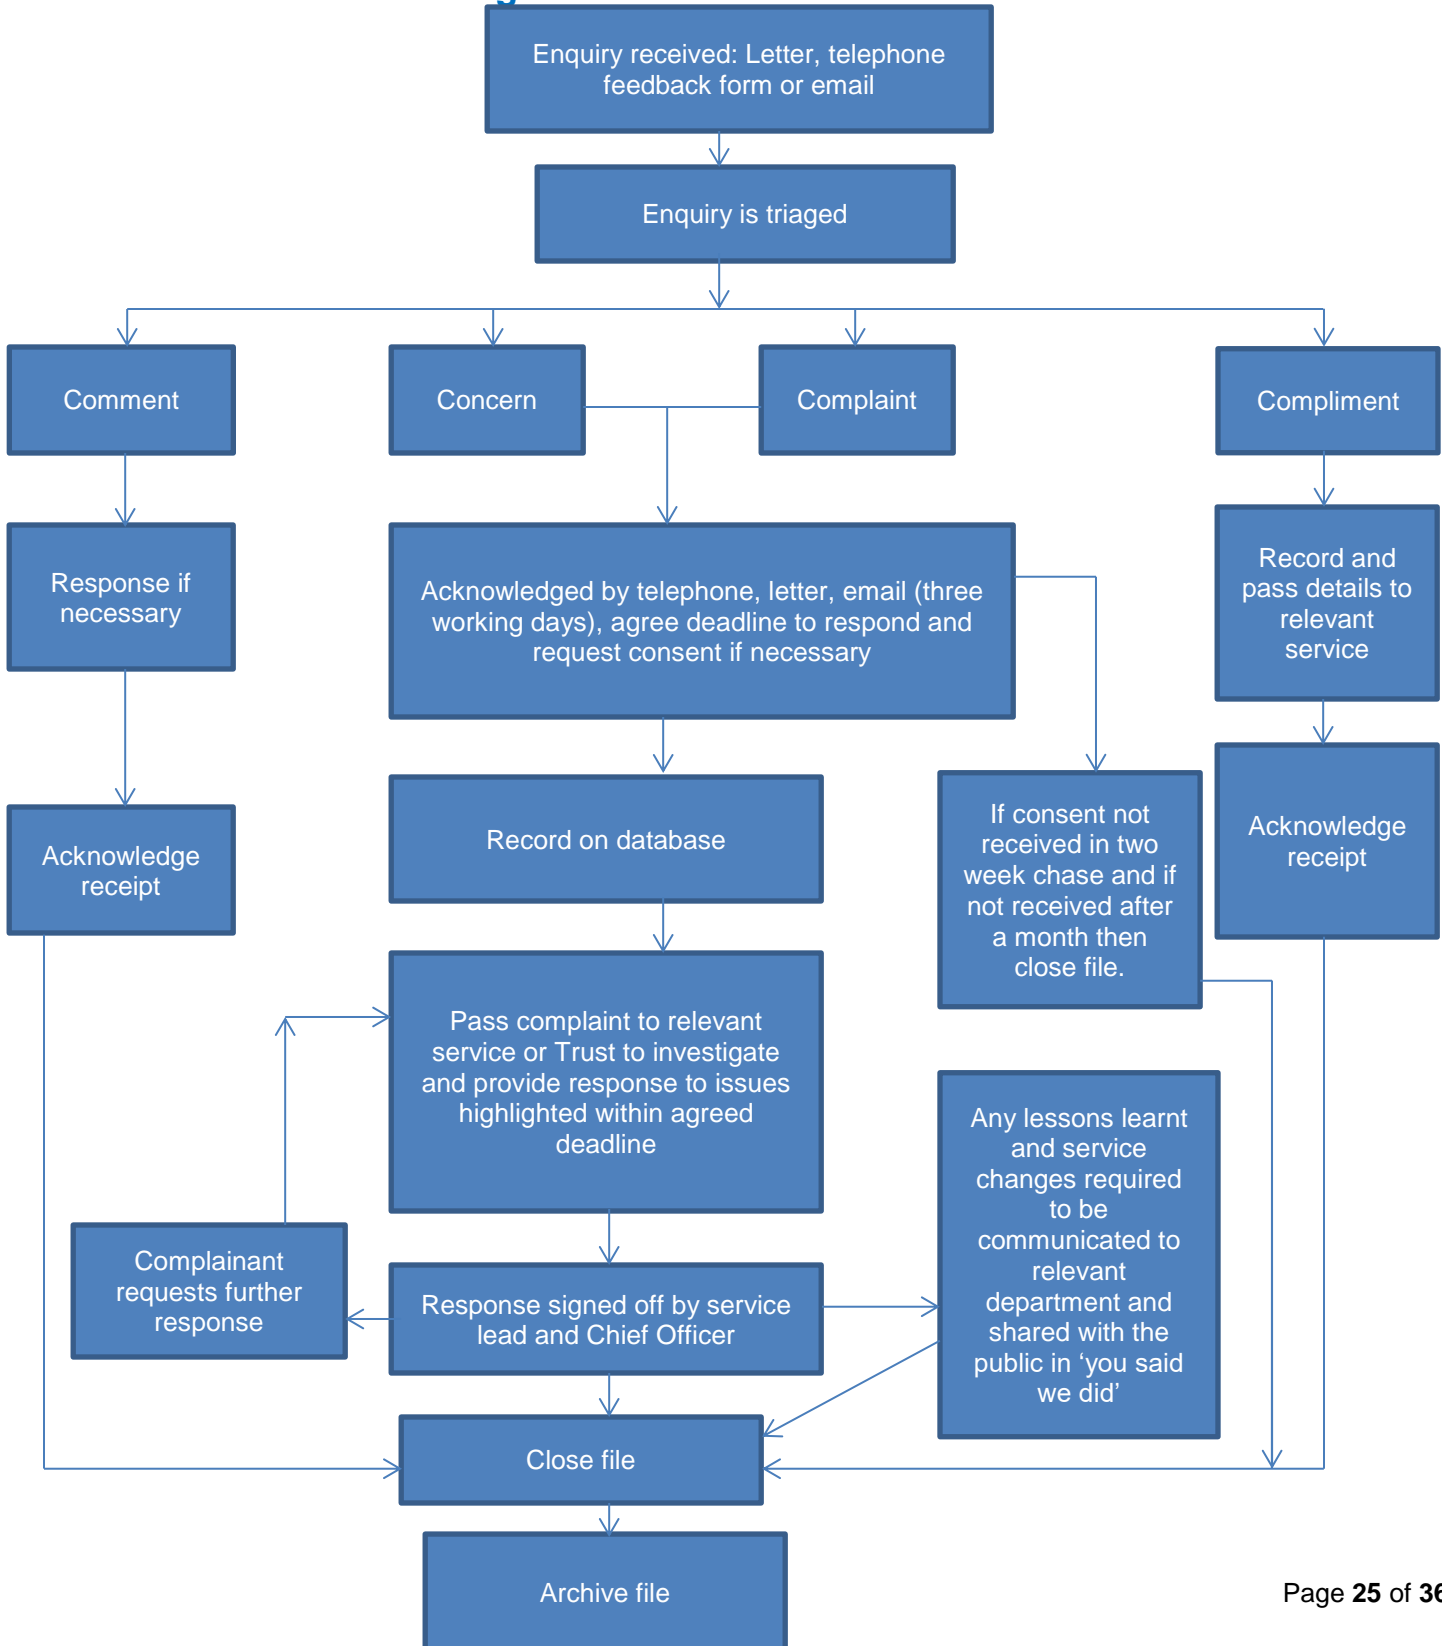 Enquiry received: Letter, telephone
feedback form or email
Enquiry is triaged
Comment
Concern
Complaint
Compliment
Response if
necessary
Acknowledged by telephone, letter, email (three
working days), agree deadline to respond and
request consent if necessary
Record and
pass details to
relevant
service
Acknowledge
receipt
Record on database
If consent not
received in two
week chase and if
not received after
a month then
close file.
Acknowledge
receipt
Pass complaint to relevant
service or Trust to investigate
and provide response to issues
highlighted within agreed
deadline
Any lessons learnt
and service
changes required
to be
communicated to
relevant
department and
shared with the
public in ‘you said
we did’
Complainant
requests further
response
Response signed off by service
lead and Chief Officer
Close file
Archive file
Page 25 of 36